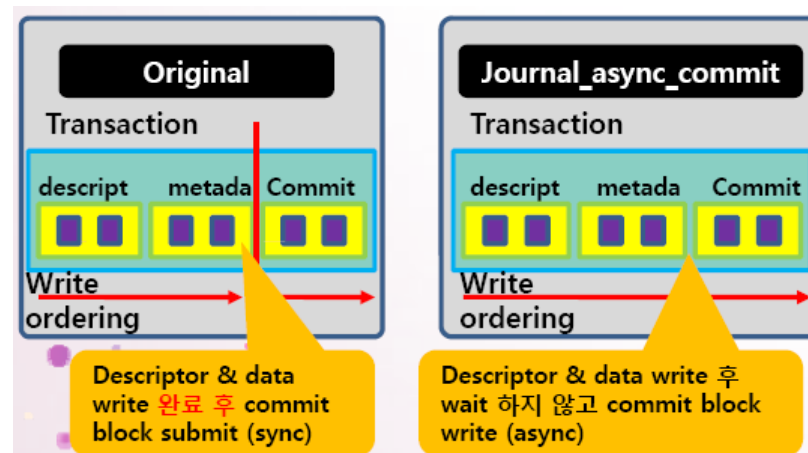 Original
Transaction
descript metada Commit
Write
ordering
Descriptor & data
write 완료 후 commit
block submit (sync)
Journal_async_commit
Transaction
descript metada Commit
Write
ordering
Descriptor & data write 후
wait 하지 않고 commit block
write (async)